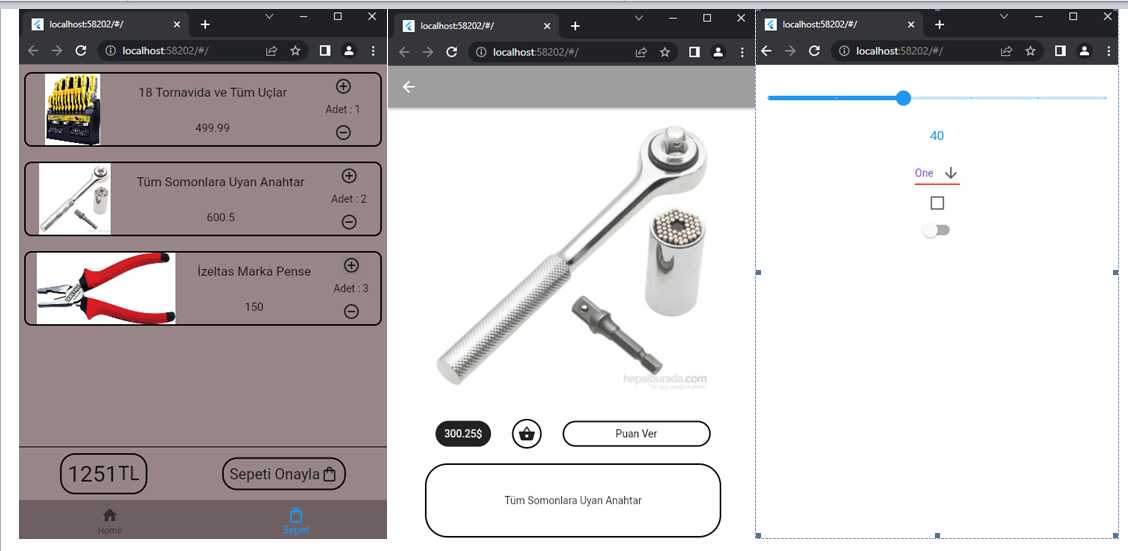 localhost:58202/#/
localhost:58202/#/
18 Tornavida ve Tüm Uçlar
Adet : 1
499.99
Tüm Somonlara Uyan Anahtar
Adet : 2
600.5
İzeltas Marka Pense
Adet : 3
150
1251TL
Sepeti Onayla
Home
Sepet
localhost:58202/#/
localhost:58202/#/
hepsiburada.com
300.25$
Puan Ver
Tüm Somonlara Uyan Anahtar
localhost:58202/#/
localhost:58202/#/
40
One